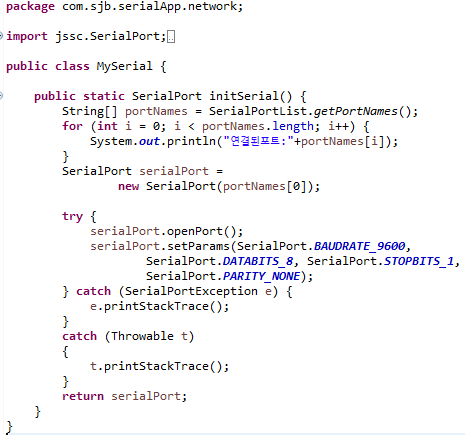 package com.sjb.serialApp.network;
import jssc.SerialPort;
public class MySerial {
public static SerialPort initSerial() {
String[] portNames = SerialPortList.getPortNames();
for (int i = 0; i < portNames.length; i++) {
System.out.println("연결된포트:"+portNames[i]);
}
SerialPort serialPort =
new SerialPort(portNames[0]);
try {
serialPort.openPort();
serialPort.setParams(SerialPort.BAUDRATE_9600,
SerialPort.DATABITS_8, SerialPort.STOPBITS_1,
SerialPort.PARITY_NONE);
} catch (SerialPortException e) {
e.printStackTrace();
}
catch (Throwable t)
{
t.printStackTrace();
}
return serialPort;
}
}